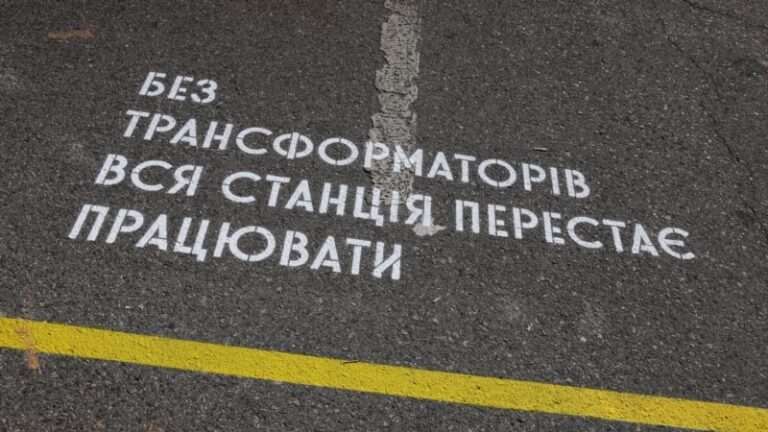 БЕЗ
ТРАНСФОРМАТОРІВ
ВСЯ СТАНЦІЯ ПЕРЕСТАЄ
ПРАЦЮВАТИ